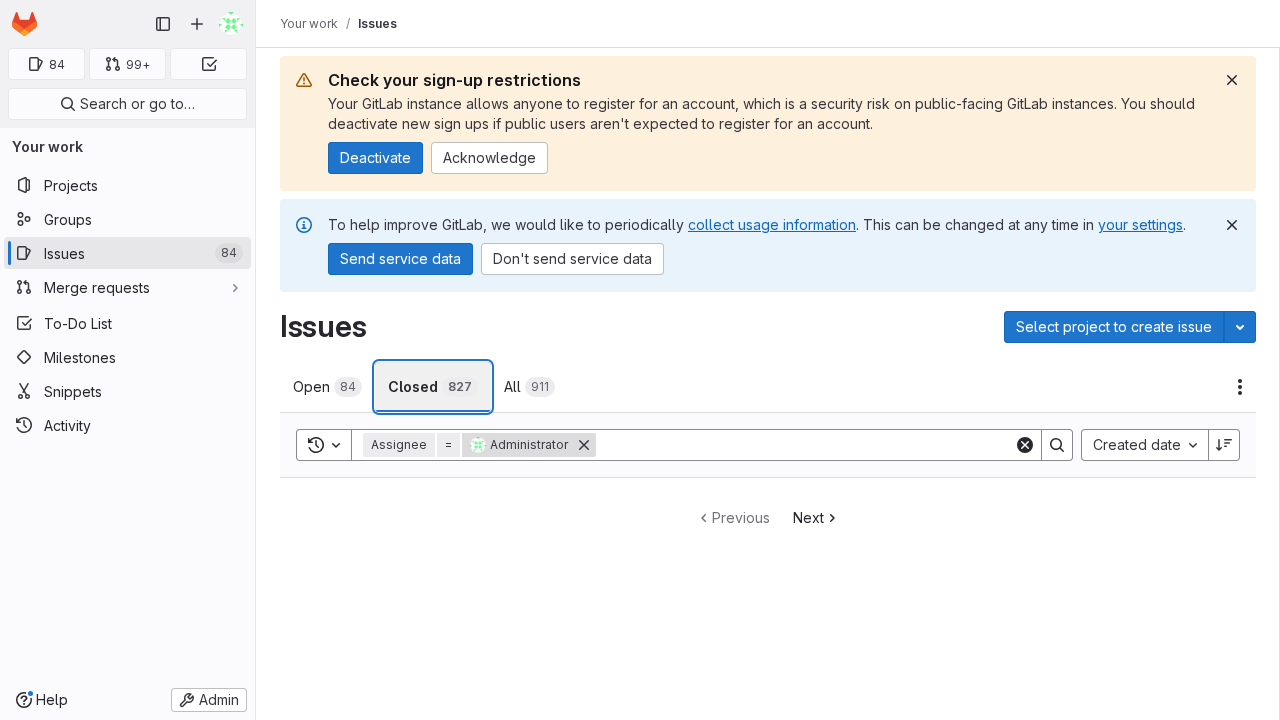 Your work / Issues
84
99+
Search or go to…
Your work
Projects
Groups
Issues 84
Merge requests
To-Do List
Milestones
Snippets
Activity
Help
Admin
Check your sign-up restrictions
Your GitLab instance allows anyone to register for an account, which is a security risk on public-facing GitLab instances. You should
deactivate new sign ups if public users aren't expected to register for an account.
Deactivate
Acknowledge
To help improve GitLab, we would like to periodically collect usage information. This can be changed at any time in your settings.
Send service data
Don't send service data
Issues
Select project to create issue
Open 84
Closed 827
All 911
Assignee = Administrator
Created date
Previous
Next